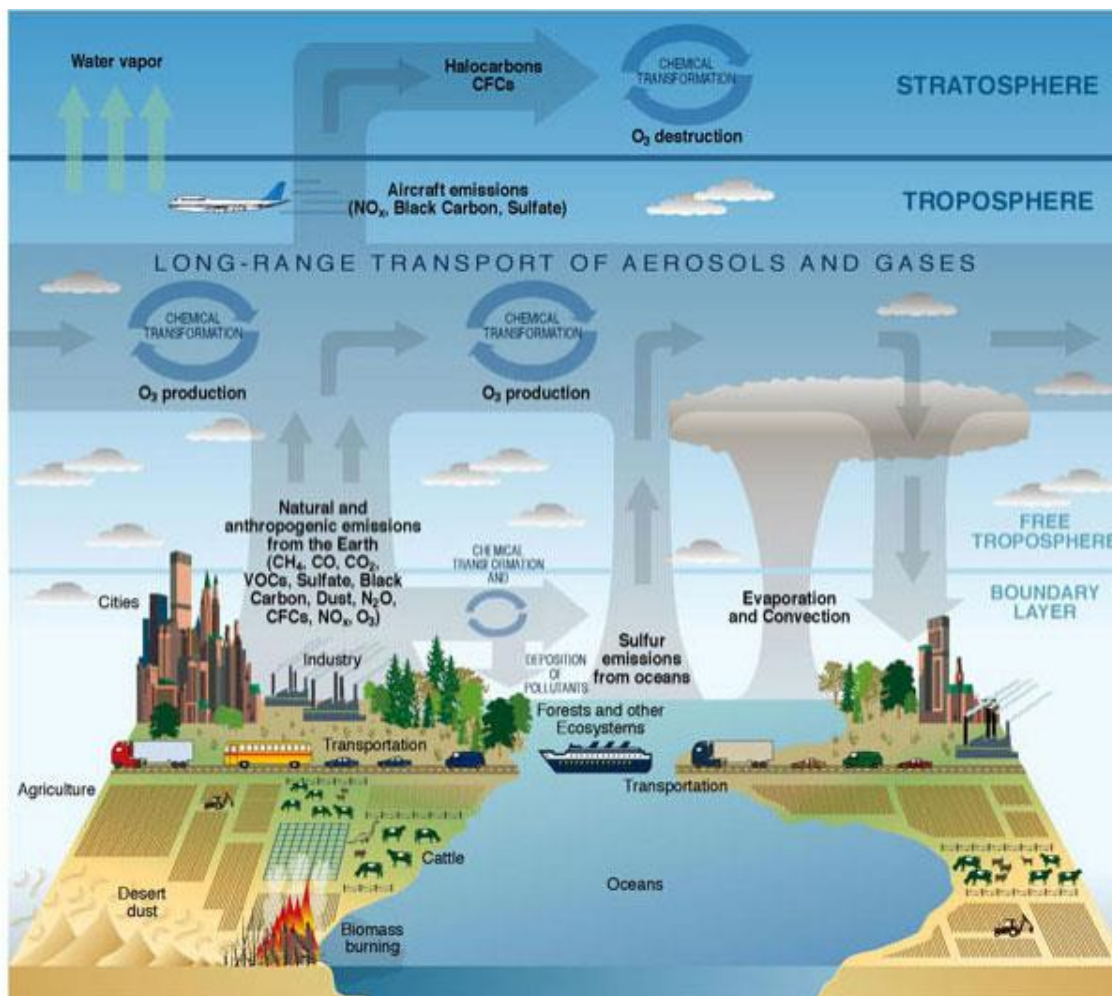 Water vapor
Halocarbons
CFCs
CHEMICAL
TRANSFORMATION
O₃ destruction
STRATOSPHERE
Aircraft emissions
(NOₓ, Black Carbon, Sulfate)
TROPOSPHERE
LONG-RANGE TRANSPORT OF AEROSOLS AND GASES
CHEMICAL
TRANSFORMATION
O₃ production
CHEMICAL
TRANSFORMATION
O₃ production
Natural and
anthropogenic emissions
from the Earth
(CH₄, CO, CO₂,
VOCs, Sulfate, Black
Carbon, Dust, N₂O,
CFCs, NOₓ, O₃)
FREE
TROPOSPHERE
CHEMICAL
TRANSFORMATION
AND
DEPOSITION
OF
POLLUTANTS
BOUNDARY
LAYER
Cities
Industry
Sulfur
emissions
from oceans
Evaporation
and Convection
Forests and other
Ecosystems
Transportation
Transportation
Agriculture
Cattle
Oceans
Desert
dust
Biomass
burning